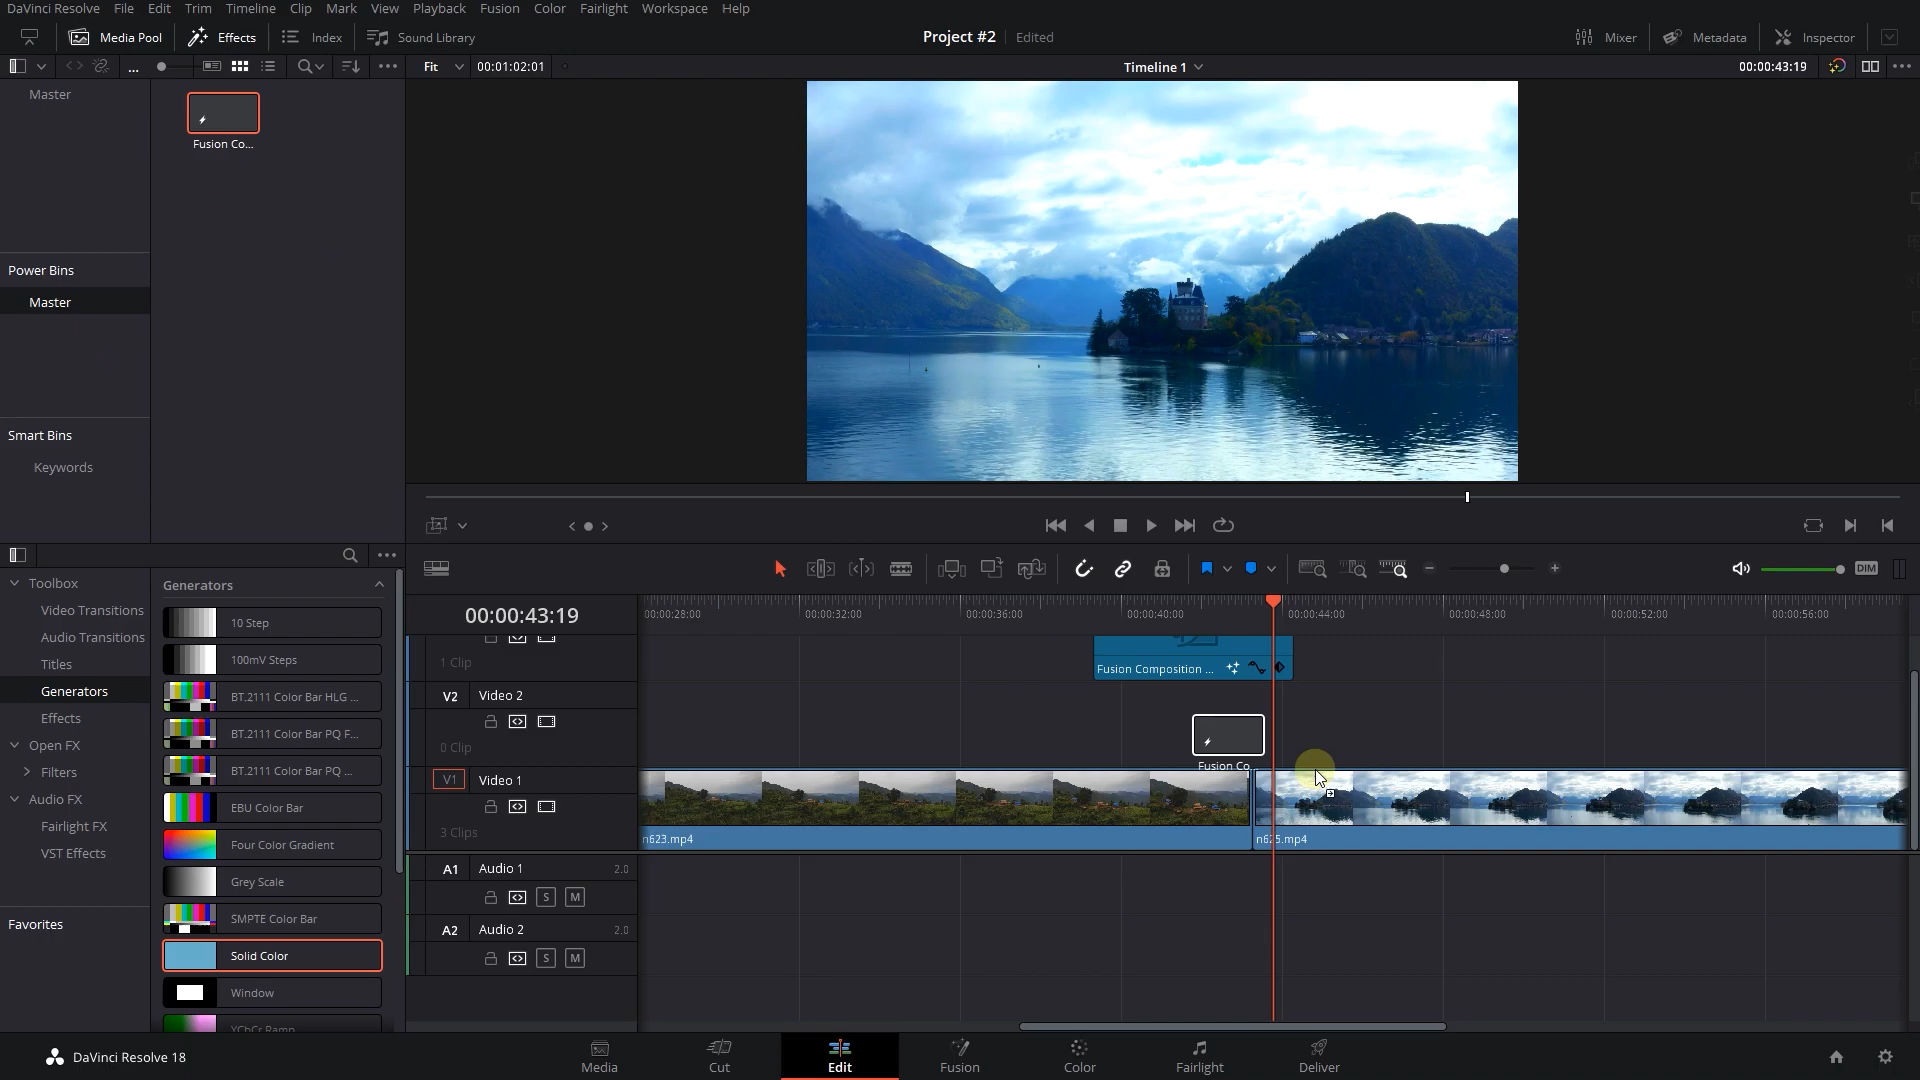 DaVinci Resolve File Edit Trim Timeline Clip Mark View Playback Fusion Color Fairlight Workspace Help
Media Pool Effects Index Sound Library Project #2 Edited Mixer Metadata Inspector
Fit 00:01:02:01 Timeline 1 00:00:43:19
Master
Fusion Co...
Power Bins
Master
Smart Bins
Keywords
Toolbox
Video Transitions
Audio Transitions
Titles
Generators
Effects
Open FX
Filters
Audio FX
Fairlight FX
VST Effects
Favorites
Generators
10 Step
100mV Steps
BT.2111 Color Bar HLG ...
BT.2111 Color Bar PQ F...
BT.2111 Color Bar PQ ...
EBU Color Bar
Four Color Gradient
Grey Scale
SMPTE Color Bar
Solid Color
Window
YCbCr Ramp
DIM
00:00:43:19
00:00:28:00 00:00:32:00 00:00:36:00 00:00:40:00 00:00:44:00 00:00:48:00 00:00:52:00 00:00:56:00
1 Clip
Fusion Composition ...
V2 Video 2
0 Clip
Fusion Co...
V1 Video 1
3 Clips
n623.mp4
n625.mp4
A1 Audio 1 2.0
S M
A2 Audio 2 2.0
S M
DaVinci Resolve 18
Media Cut Edit Fusion Color Fairlight Deliver